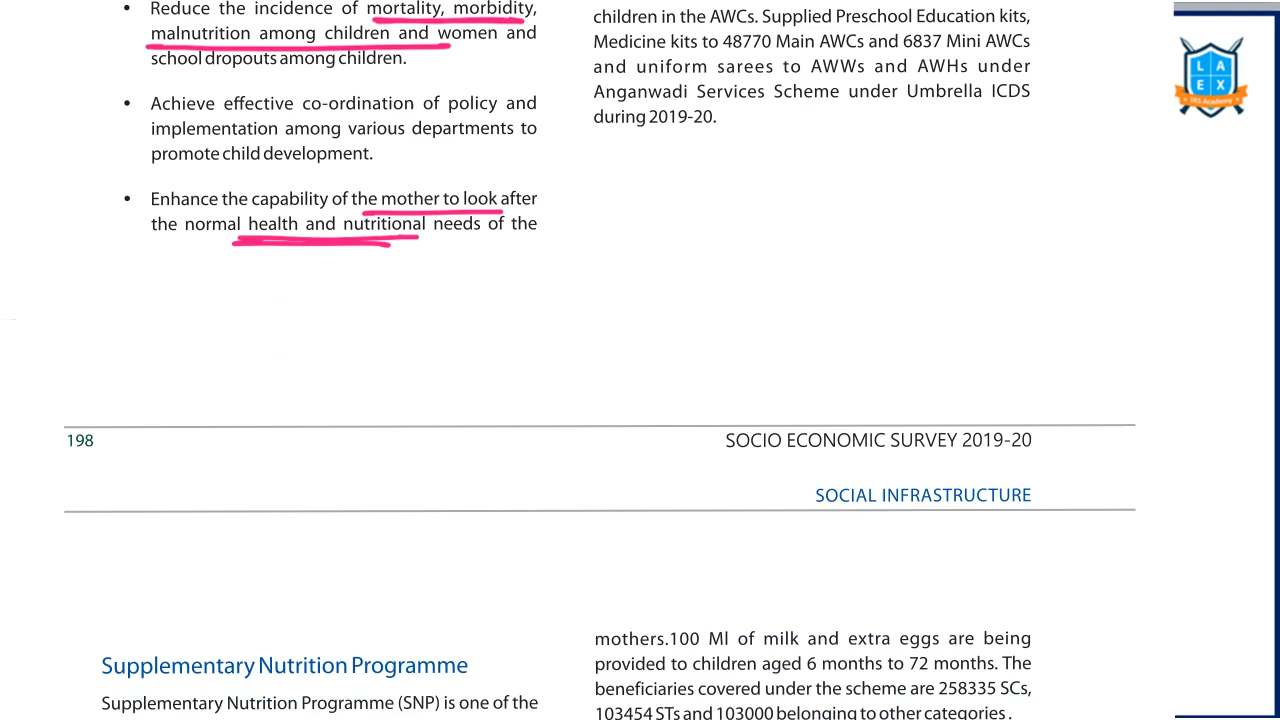 • Reduce the incidence of mortality, morbidity,
malnutrition among children and women and
school dropouts among children.
• Achieve effective co-ordination of policy and
implementation among various departments to
promote child development.
• Enhance the capability of the mother to look after
the normal health and nutritional needs of the
children in the AWCs. Supplied Preschool Education kits,
Medicine kits to 48770 Main AWCs and 6837 Mini AWCs
and uniform sarees to AWWs and AWHs under
Anganwadi Services Scheme under Umbrella ICDS
during 2019-20.
L A
E X
IAS Academy
198
SOCIO ECONOMIC SURVEY 2019-20
SOCIAL INFRASTRUCTURE
Supplementary Nutrition Programme
Supplementary Nutrition Programme (SNP) is one of the
mothers.100 Ml of milk and extra eggs are being
provided to children aged 6 months to 72 months. The
beneficiaries covered under the scheme are 258335 SCs,
103454 STs and 103000 belonging to other categories .